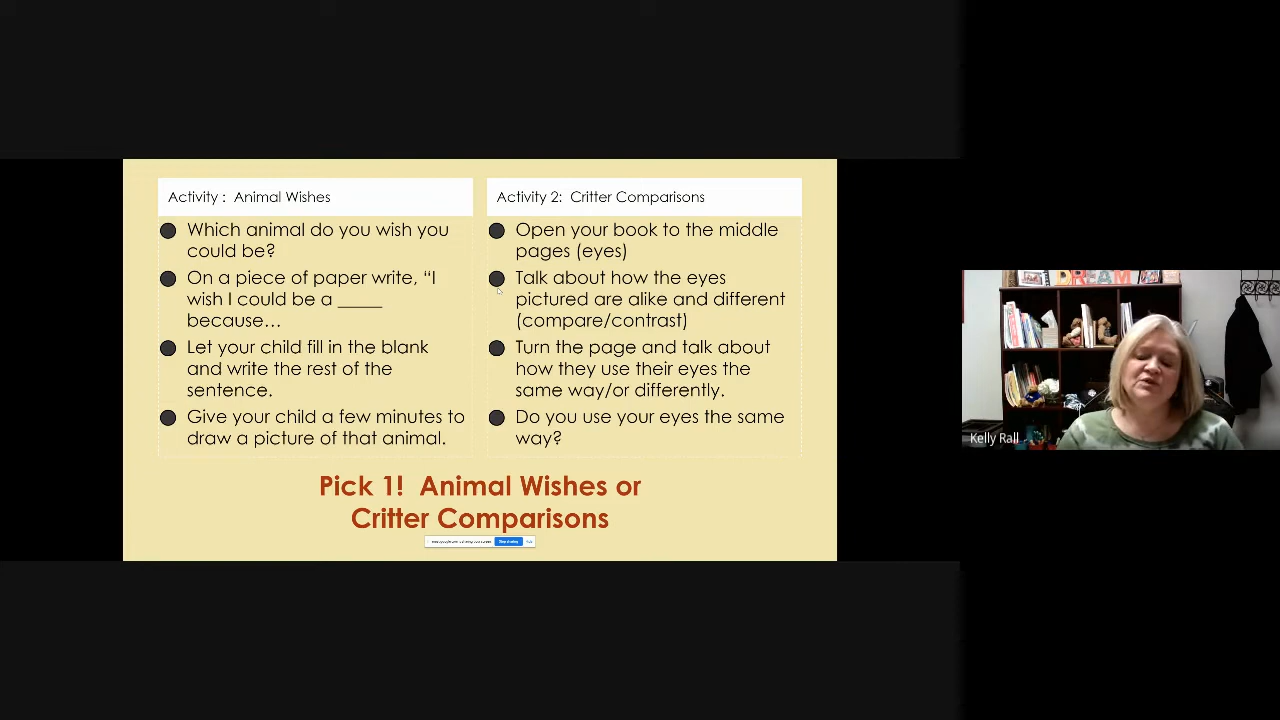 Activity : Animal Wishes
Which animal do you wish you
could be?
On a piece of paper write, “I
wish I could be a _____
because…
Let your child fill in the blank
and write the rest of the
sentence.
Give your child a few minutes to
draw a picture of that animal.
Activity 2: Critter Comparisons
Open your book to the middle
pages (eyes)
Talk about how the eyes
pictured are alike and different
(compare/contrast)
Turn the page and talk about
how they use their eyes the
same way/or differently.
Do you use your eyes the same
way?
Pick 1! Animal Wishes or
Critter Comparisons
Stop sharing
Hide
DREAM
Kelly Rall